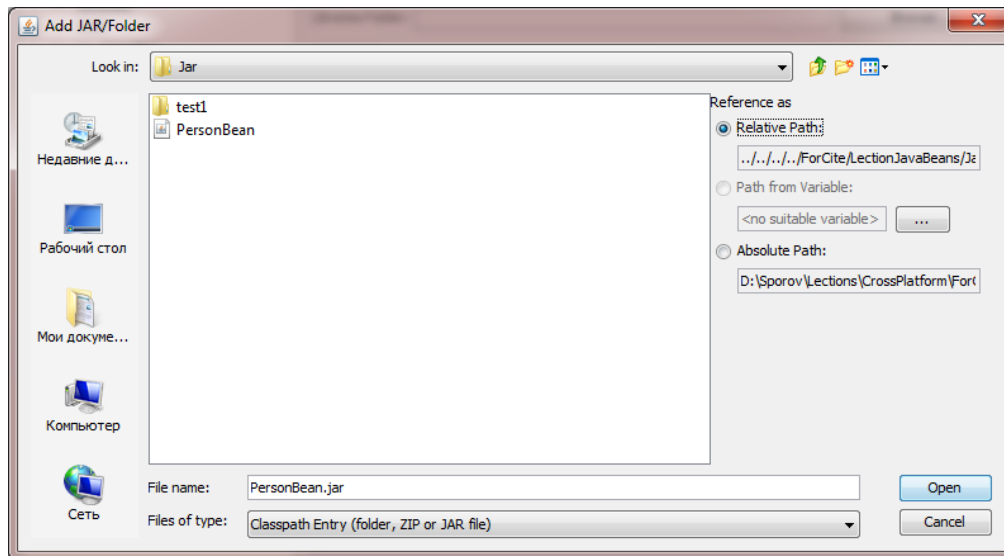 Add JAR/Folder
Look in:
Jar
Недавние д...
Рабочий стол
Мои докуме...
Компьютер
Сеть
test1
PersonBean
Reference as
Relative Path:
../../../../ForCite/LectionJavaBeans/Ja
Path from Variable:
<no suitable variable>
...
Absolute Path:
D:\Sporov\Lections\CrossPlatform\For
File name:
PersonBean.jar
Open
Files of type:
Classpath Entry (folder, ZIP or JAR file)
Cancel